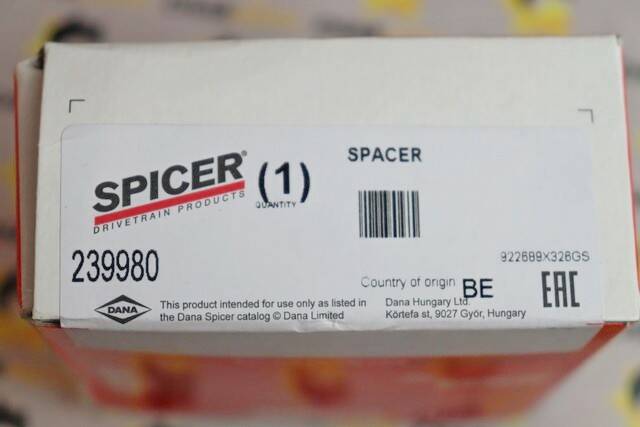 SPICER®
DRIVETRAIN PRODUCTS
(1)
QUANTITY
SPACER
239980
922689X326GS
Country of origin BE
EAC
DANA
This product intended for use only as listed in
the Dana Spicer catalog © Dana Limited
Dana Hungary Ltd.
Körtefa st, 9027 Győr, Hungary